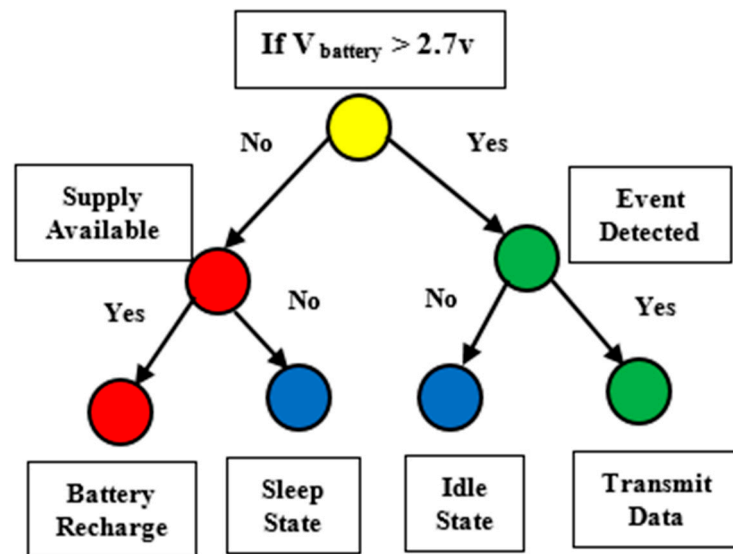 If V battery > 2.7v
No
Yes
Supply
Available
Event
Detected
Yes
No
No
Yes
Battery
Recharge
Sleep
State
Idle
State
Transmit
Data